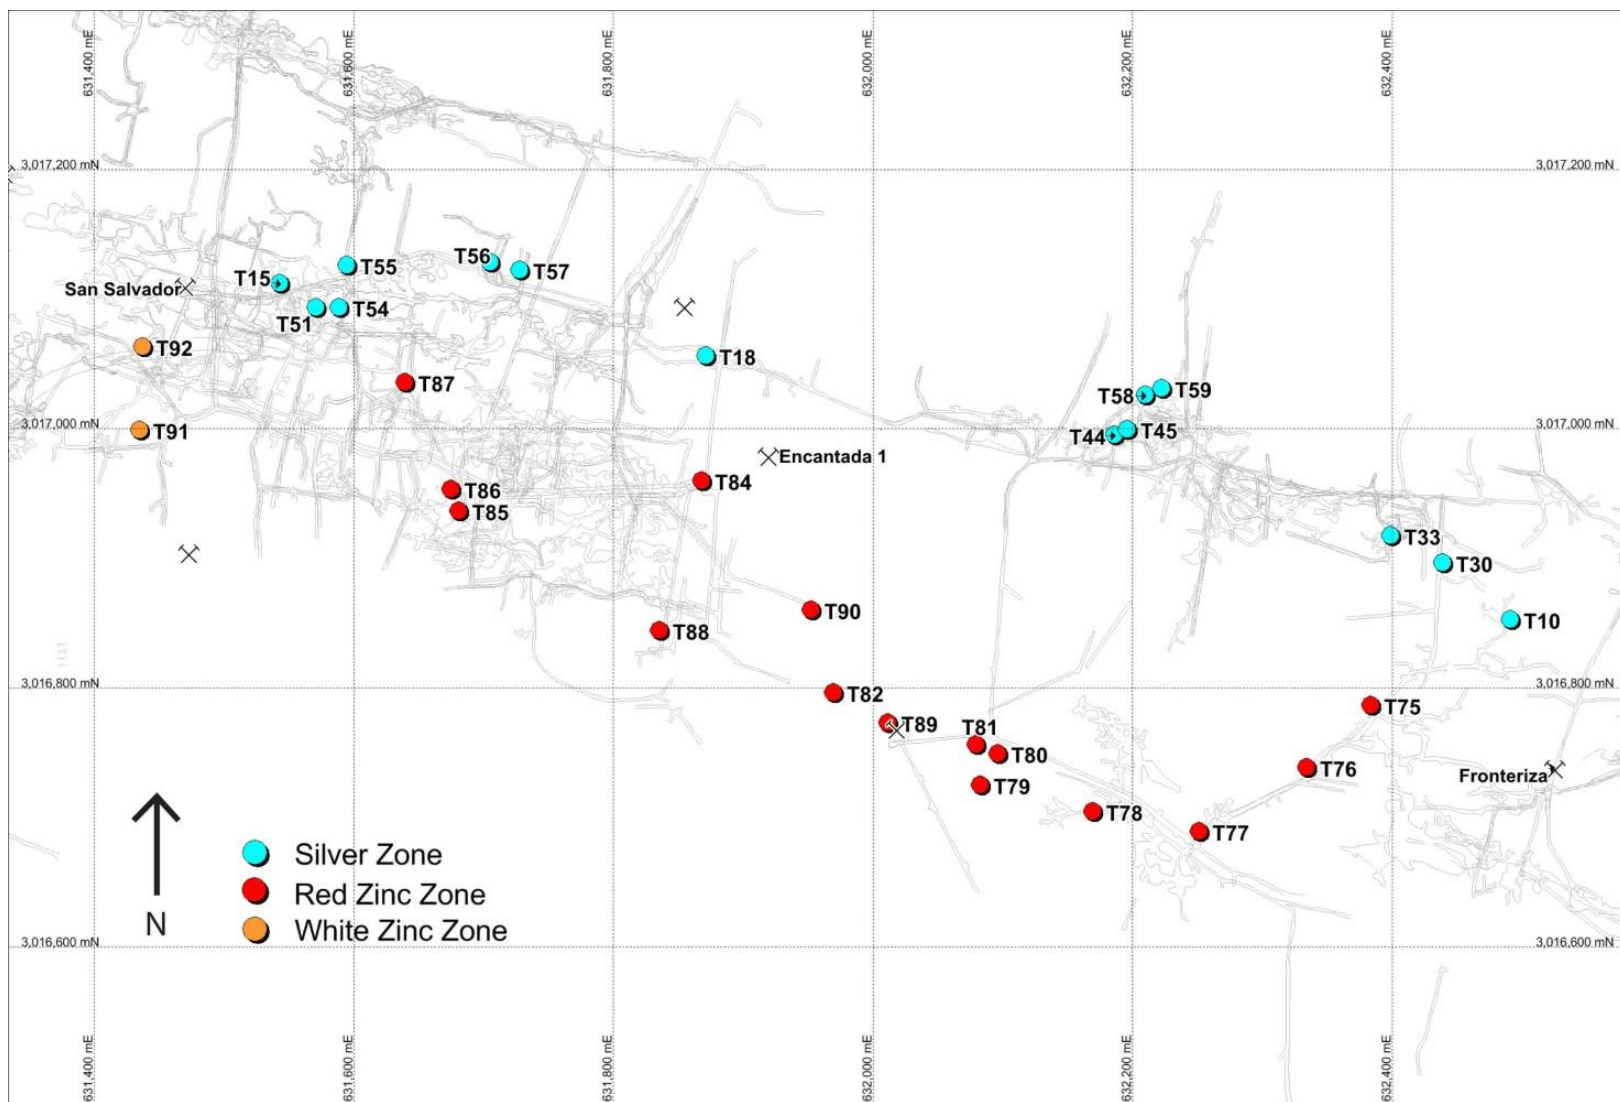 631,400 mE
631,600 mE
631,800 mE
632,000 mE
632,200 mE
632,400 mE
3,017,200 mN
3,017,200 mN
T56
T55
T57
T15
San Salvador
T51
T54
T92
T18
T87
T58
T59
3,017,000 mN
T91
T44
T45
3,017,000 mN
Encantada 1
T86
T84
T85
T33
T30
T90
T88
T10
3,016,800 mN
T82
3,016,800 mN
T75
T89
T81
T80
T76
Fronteriza
T79
T78
T77
Silver Zone
Red Zinc Zone
N
White Zinc Zone
3,016,600 mN
3,016,600 mN
631,400 mE
631,600 mE
631,800 mE
632,000 mE
632,200 mE
632,400 mE